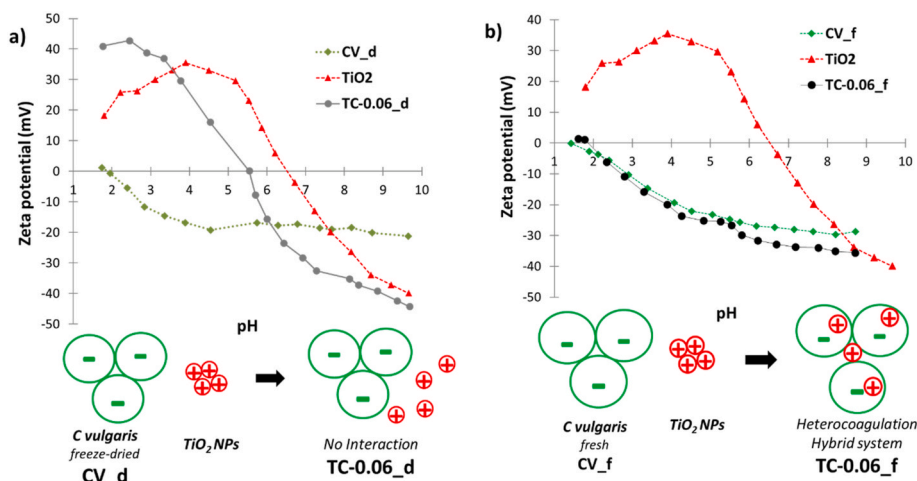 a)
Zeta potential (mV)
50
40
30
20
10
0
-10
-20
-30
-40
-50
1 2 3 4 5 6 7 8 9 10
CV_d
TiO2
TC-0.06_d
pH
- - -
+ + + +
+ + + +
C vulgaris
freeze-dried
CV_d
TiO2 NPs
No Interaction
TC-0.06_d
b)
Zeta potential (mV)
40
30
20
10
0
-10
-20
-30
-40
-50
1 2 3 4 5 6 7 8 9 10
CV_f
TiO2
TC-0.06_f
pH
- - -
+ + + +
+ + + +
C vulgaris
fresh
CV_f
TiO2 NPs
Heterocoagulation
Hybrid system
TC-0.06_f